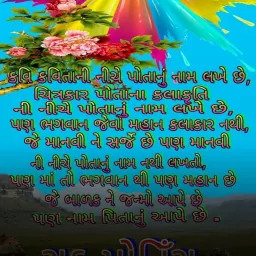 કવિ કવિતાની નીચે પોતાનું નામ લખે છે,
ચિત્રકાર પોતાના કલાકૃતિ
ની નીચે પોતાનું નામ લખે છે,
પણ ભગવાન જેવો મહાન કલાકાર નથી,
જે માનવી ને સર્જે છે પણ માનવી
ની નીચે પોતાનું નામ નથી લખતો,
પણ માં તો ભગવાન થી પણ મહાન છે
જે બાળક ને જન્મો આપે છે
પણ નામ પિતાનું આપે છે .